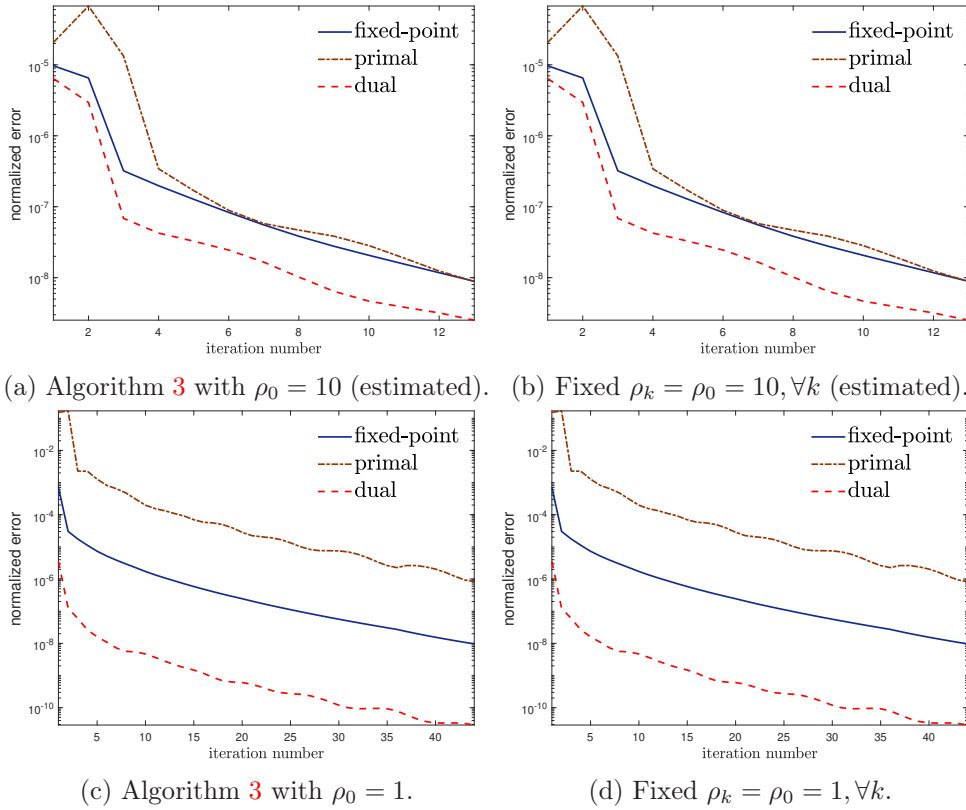 fixed-point
primal
dual
normalized error
10^-5
10^-6
10^-7
10^-8
2 4 6 8 10 12
iteration number
fixed-point
primal
dual
normalized error
10^-5
10^-6
10^-7
10^-8
2 4 6 8 10 12
iteration number
(a) Algorithm 3 with ρ₀ = 10 (estimated).
(b) Fixed ρₖ = ρ₀ = 10, ∀k (estimated).
fixed-point
primal
dual
normalized error
10^-2
10^-4
10^-6
10^-8
10^-10
5 10 15 20 25 30 35 40
iteration number
fixed-point
primal
dual
normalized error
10^-2
10^-4
10^-6
10^-8
10^-10
5 10 15 20 25 30 35 40
iteration number
(c) Algorithm 3 with ρ₀ = 1.
(d) Fixed ρₖ = ρ₀ = 1, ∀k.